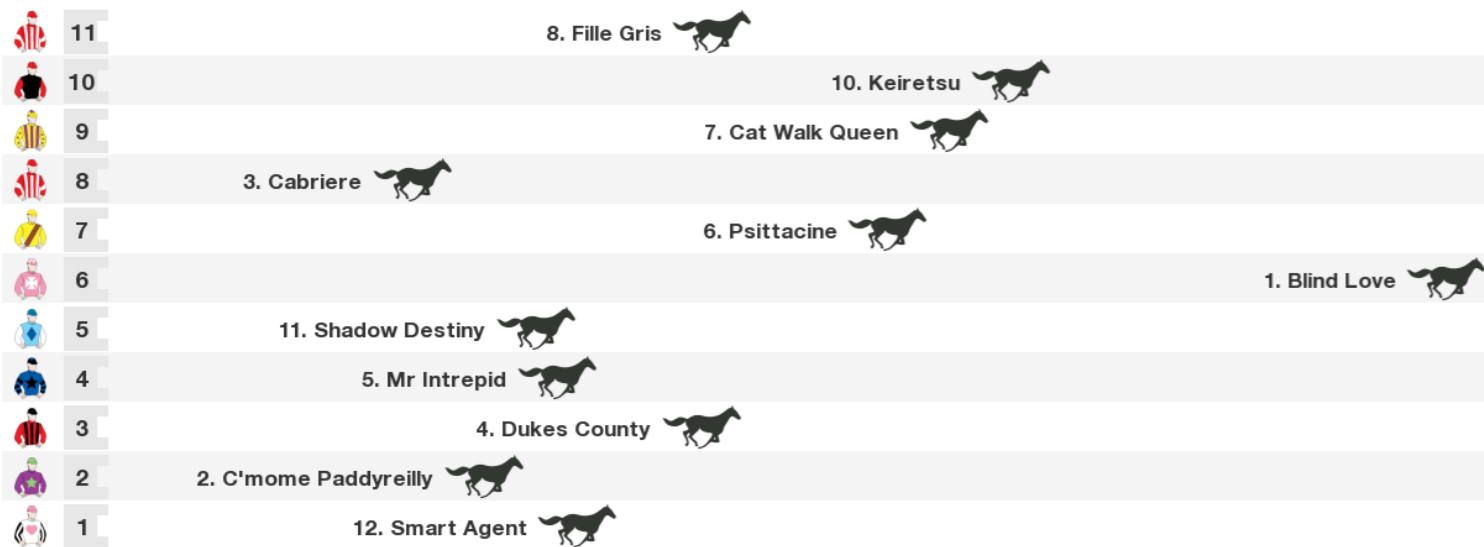 11 8. Fille Gris
10 10. Keiretsu
9 7. Cat Walk Queen
8 3. Cabriere
7 6. Psittacine
6 1. Blind Love
5 11. Shadow Destiny
4 5. Mr Intrepid
3 4. Dukes County
2 2. C'mome Paddyreilly
1 12. Smart Agent